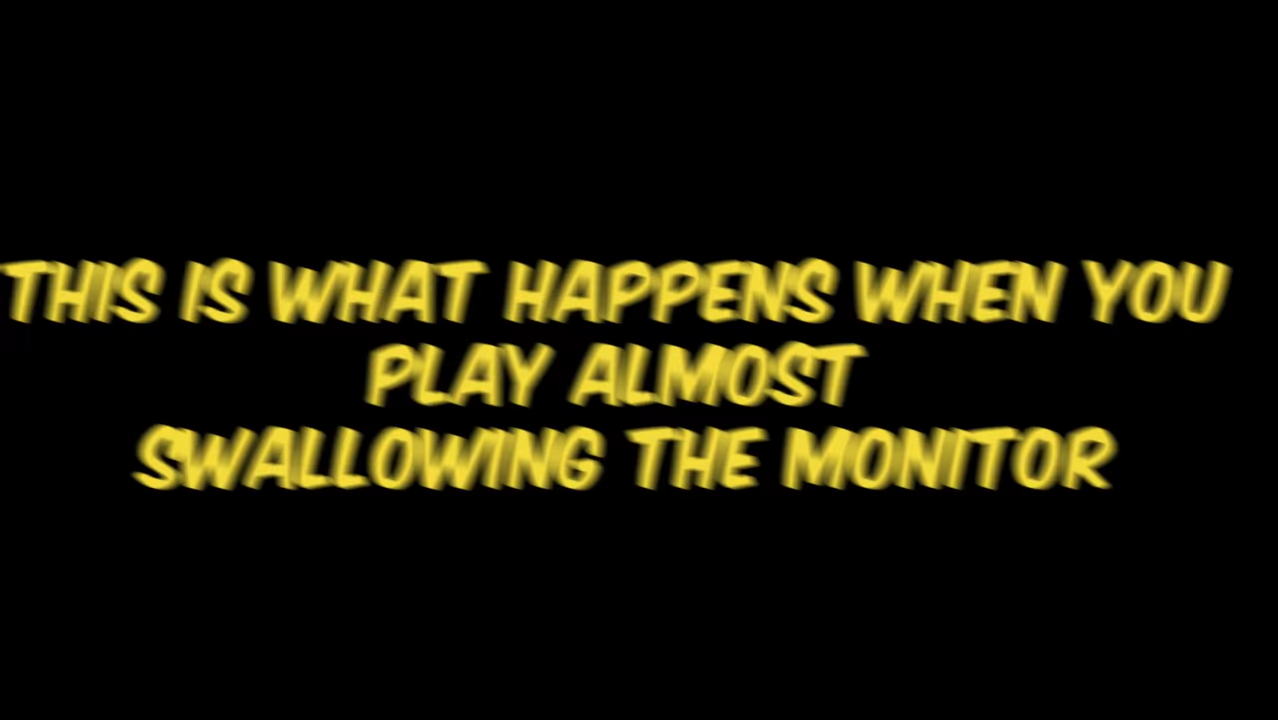 THIS IS WHAT HAPPENS WHEN YOU
PLAY ALMOST
SWALLOWING THE MONITOR